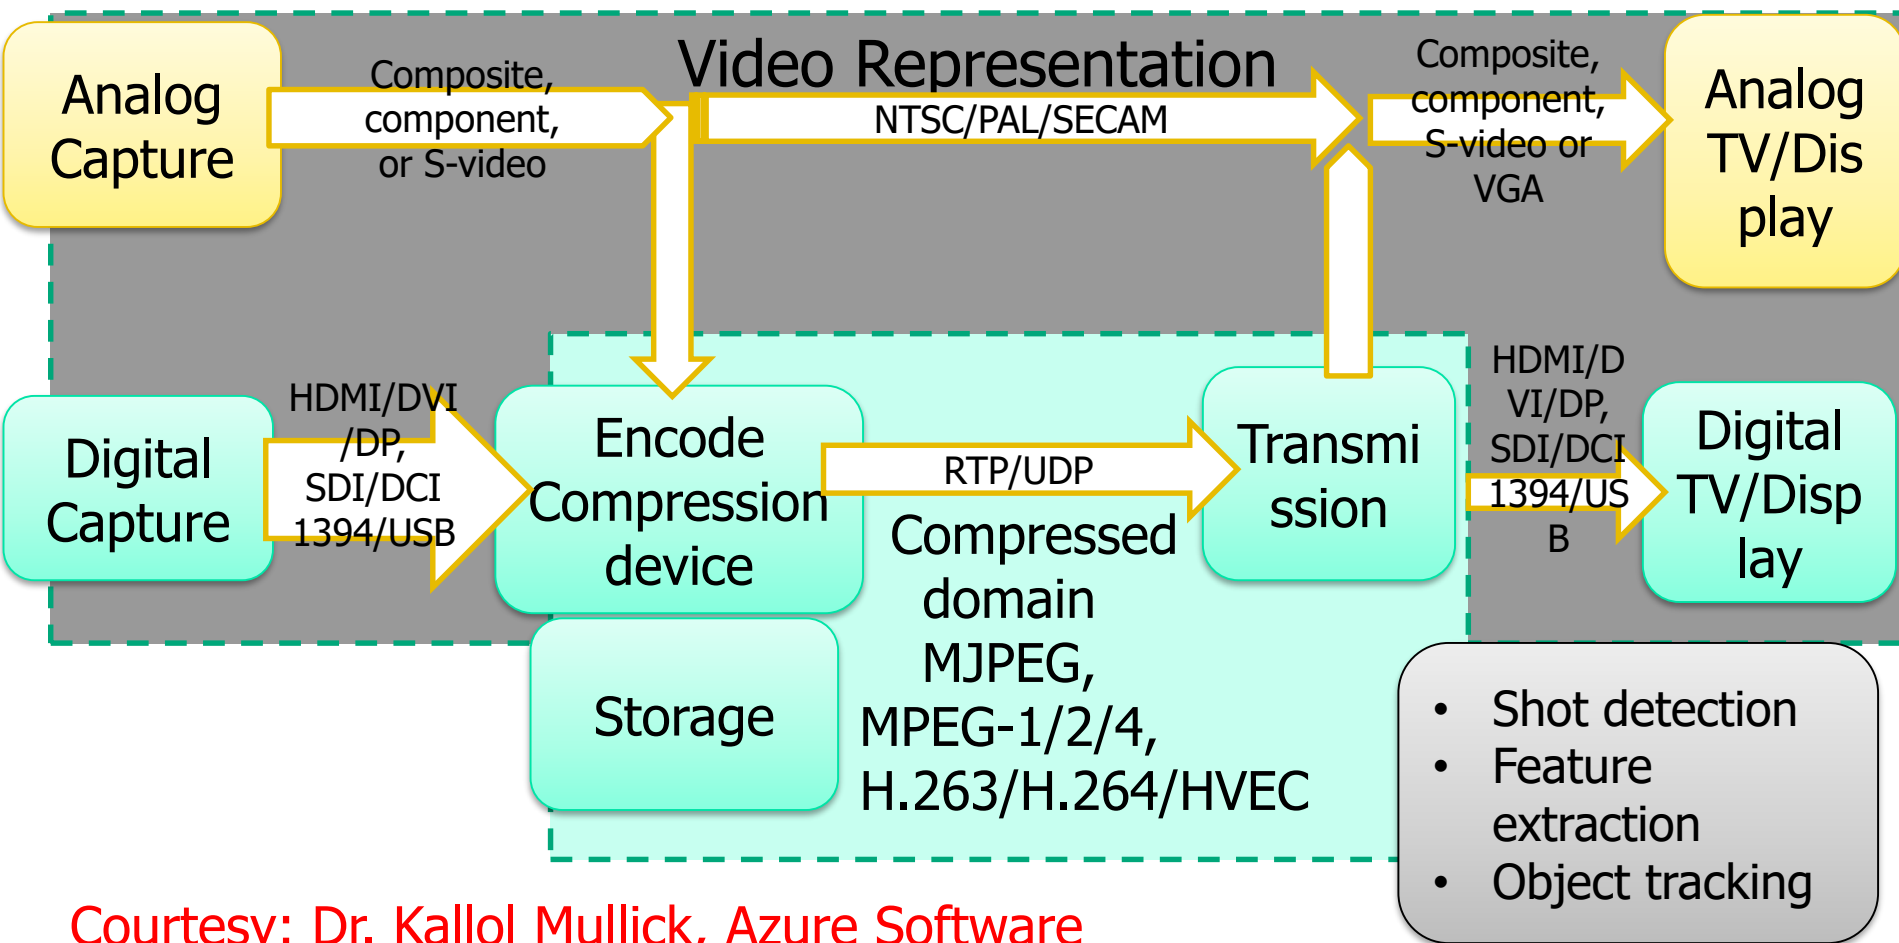 Video Representation
Analog
Capture
Composite,
component,
or S-video
NTSC/PAL/SECAM
Composite,
component,
S-video or
VGA
Analog
TV/Dis
play
Digital
Capture
HDMI/DVI
/DP,
SDI/DCI
1394/USB
Encode
Compression
device
RTP/UDP
Transmi
ssion
HDMI/D
VI/DP,
SDI/DCI
1394/US
B
Digital
TV/Disp
lay
Storage
Compressed
domain
MJPEG,
MPEG-1/2/4,
H.263/H.264/HVEC
• Shot detection
• Feature
extraction
• Object tracking
Courtesy: Dr. Kallol Mullick, Azure Software